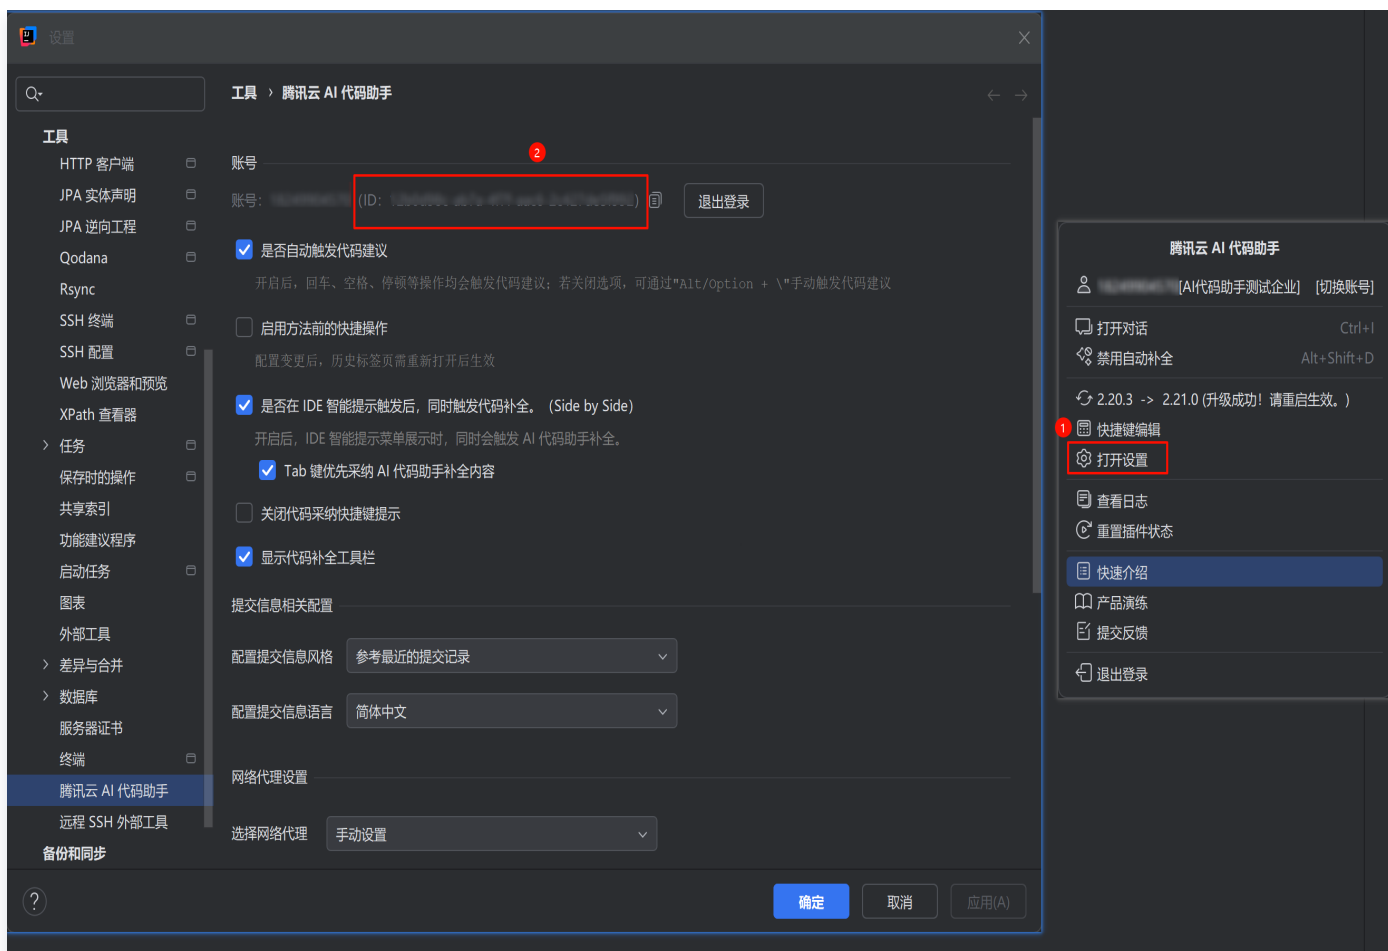 设置
工具 › 腾讯云 AI 代码助手
工具
HTTP 客户端
JPA 实体声明
JPA 逆向工程
Qodana
Rsync
SSH 终端
SSH 配置
Web 浏览器和预览
XPath 查看器
任务
保存时的操作
共享索引
功能建议程序
启动任务
图表
外部工具
差异与合并
数据库
服务器证书
终端
腾讯云 AI 代码助手
远程 SSH 外部工具
备份和同步
2
账号
账号: (ID: ) 退出登录
是否自动触发代码建议
开启后，回车、空格、停顿等操作均会触发代码建议；若关闭选项，可通过"Alt/Option + \"手动触发代码建议
启用方法前的快捷操作
配置变更后，历史标签页需重新打开后生效
是否在 IDE 智能提示触发后，同时触发代码补全。（Side by Side）
开启后，IDE 智能提示菜单展示时，同时会触发 AI 代码助手补全。
Tab 键优先采纳 AI 代码助手补全内容
关闭代码采纳快捷键提示
显示代码补全工具栏
提交信息相关配置
配置提交信息风格 参考最近的提交记录
配置提交信息语言 简体中文
网络代理设置
选择网络代理 手动设置
? 确定 取消 应用(A)
腾讯云 AI 代码助手
[AI代码助手测试企业] [切换账号]
打开对话 Ctrl+I
禁用自动补全 Alt+Shift+D
2.20.3 -> 2.21.0 (升级成功！请重启生效。)
1
快捷键编辑
打开设置
查看日志
重置插件状态
快速介绍
产品演练
提交反馈
退出登录